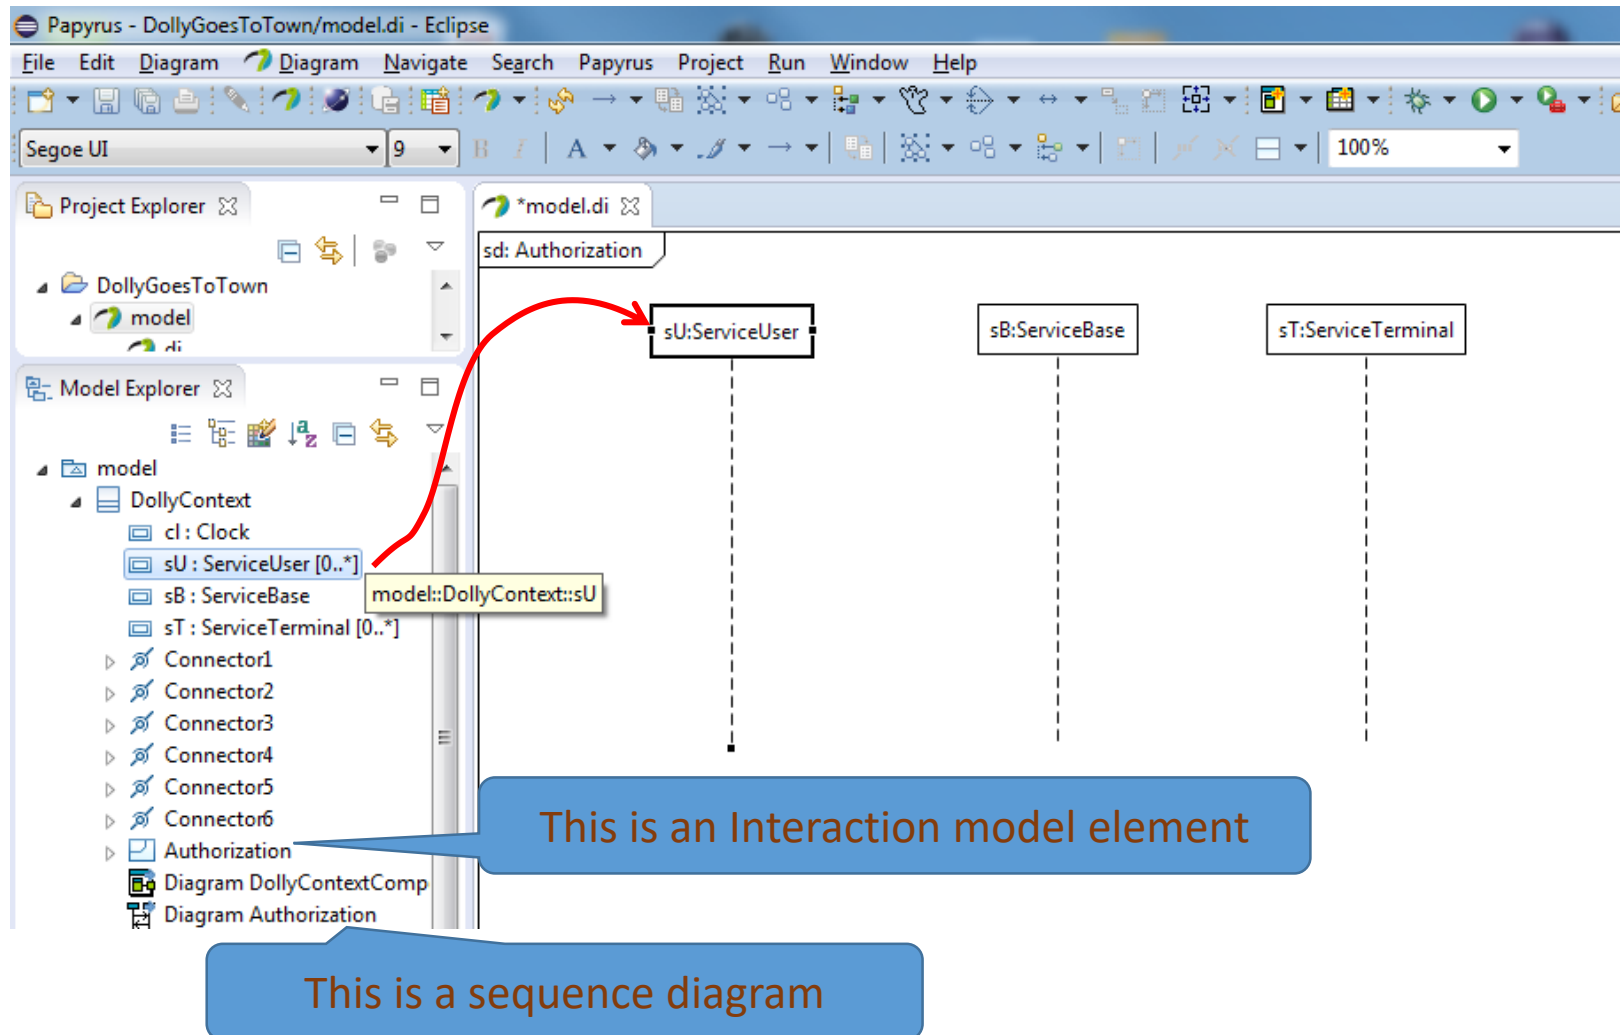 Papyrus - DollyGoesToTown/model.di - Eclipse
File Edit Diagram Diagram Navigate Search Papyrus Project Run Window Help
Segoe UI 9 B I A 100%
Project Explorer
*model.di
sd: Authorization
DollyGoesToTown
model
di
sU:ServiceUser
sB:ServiceBase
sT:ServiceTerminal
Model Explorer
model
DollyContext
cl : Clock
sU : ServiceUser [0..*]
model::DollyContext::sU
sB : ServiceBase
sT : ServiceTerminal [0..*]
Connector1
Connector2
Connector3
Connector4
Connector5
Connector6
Authorization
Diagram DollyContextComp
Diagram Authorization
This is an Interaction model element
This is a sequence diagram